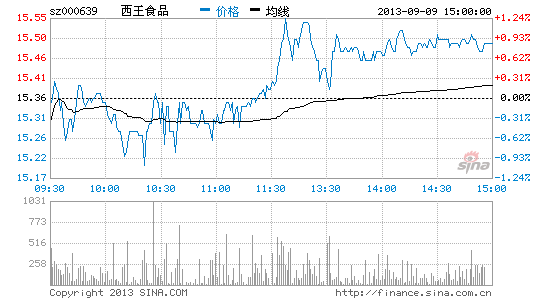 sz000639 西王食品 价格 均线 2013-09-09 15:00:00
15.55 1.24%
15.50 0.93%
15.45 0.62%
15.41 0.31%
15.36 0.00%
15.31 0.31%
15.26 0.62%
15.22 0.93%
15.17 1.24%
09:30 10:00 10:30 11:00 11:30 13:30 14:00 14:30 15:00
sina
新浪财经
1031
773
516
258
Copyright 2013 SINA.COM http://finance.sina.com.cn